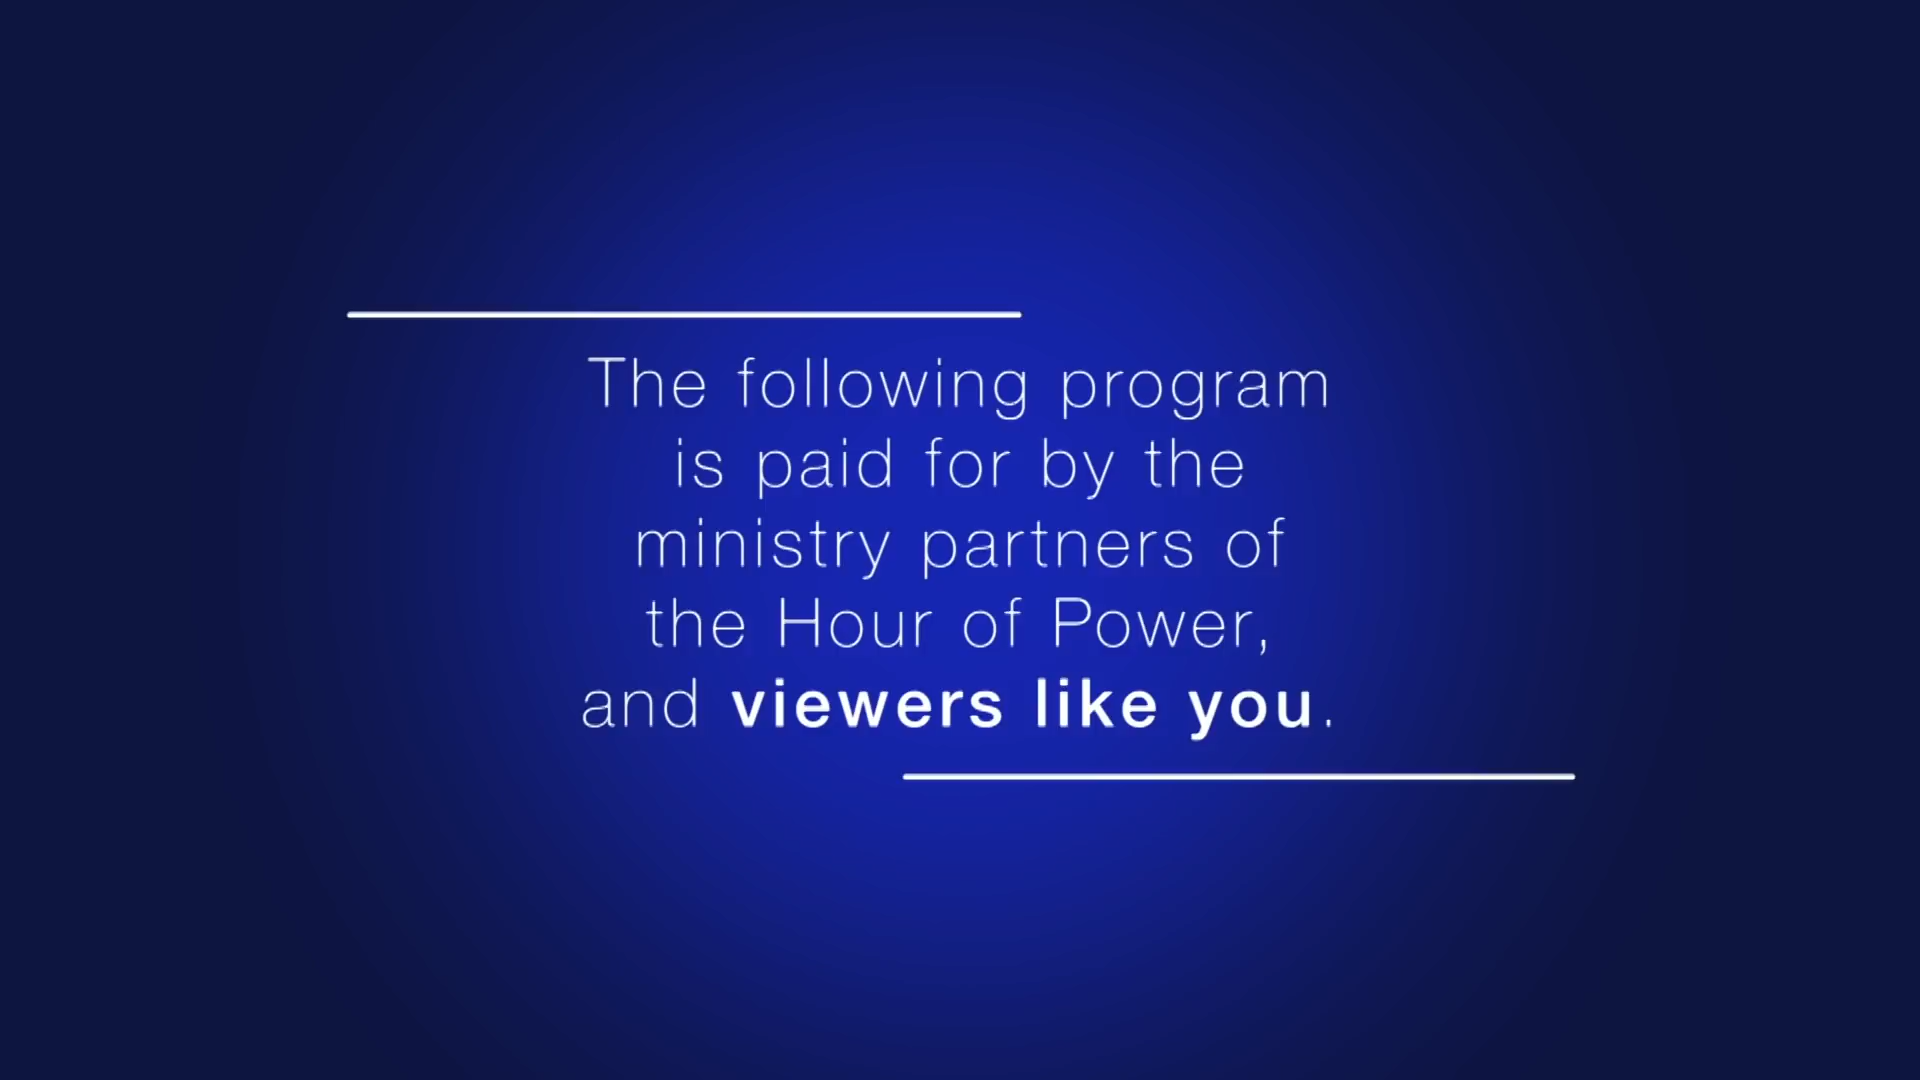 The following program
is paid for by the
ministry partners of
the Hour of Power,
and viewers like you.